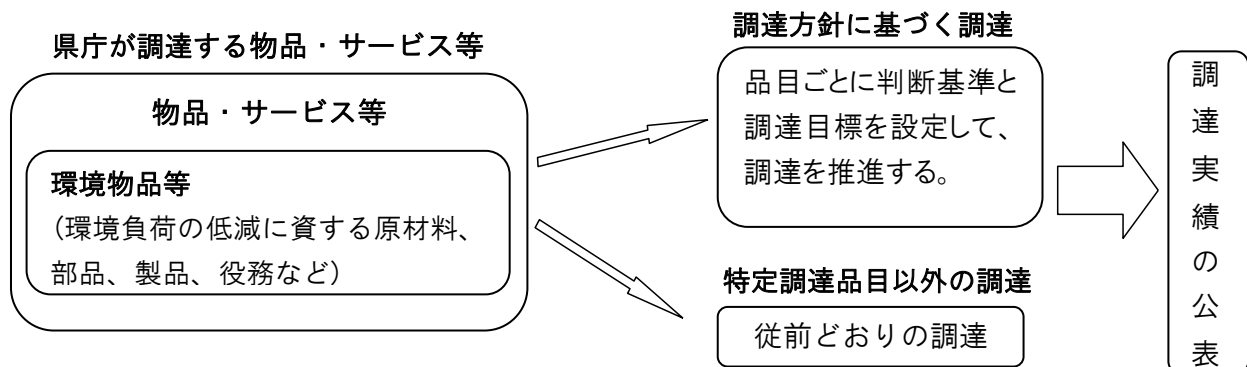 県庁が調達する物品・サービス等
物品・サービス等
環境物品等
（環境負荷の低減に資する原材料、
部品、製品、役務など）
調達方針に基づく調達
品目ごとに判断基準と
調達目標を設定して、
調達を推進する。
特定調達品目以外の調達
従前どおりの調達
調達実績の公表